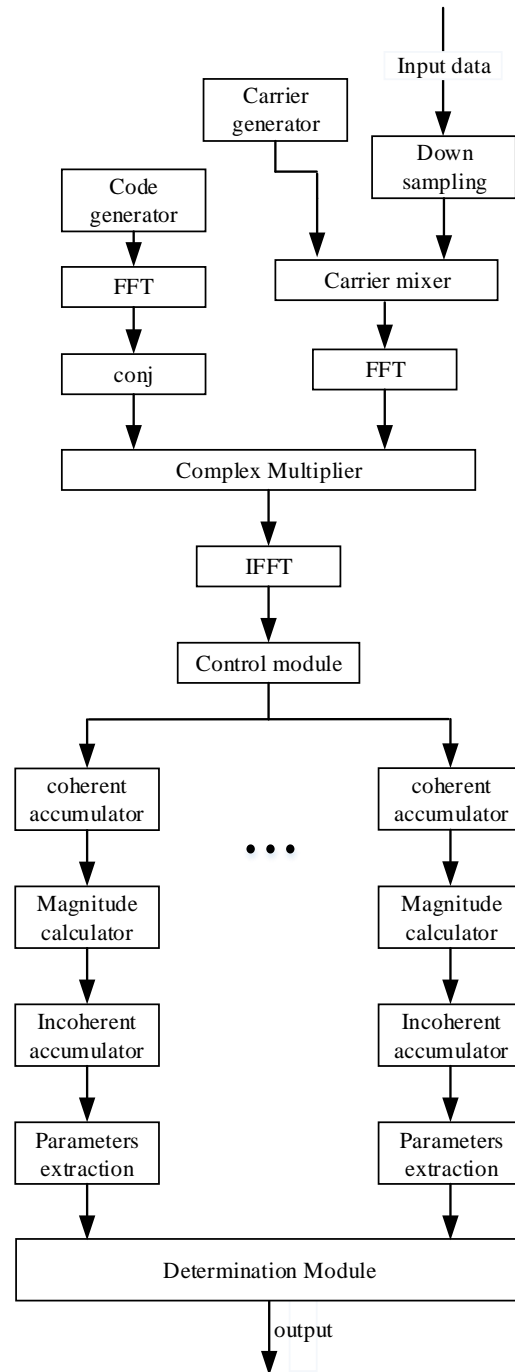 Input data
Carrier
generator
Down
sampling
Code
generator
Carrier mixer
FFT
FFT
conj
Complex Multiplier
IFFT
Control module
coherent
accumulator
coherent
accumulator
Magnitude
calculator
Magnitude
calculator
Incoherent
accumulator
Incoherent
accumulator
Parameters
extraction
Parameters
extraction
Determination Module
output